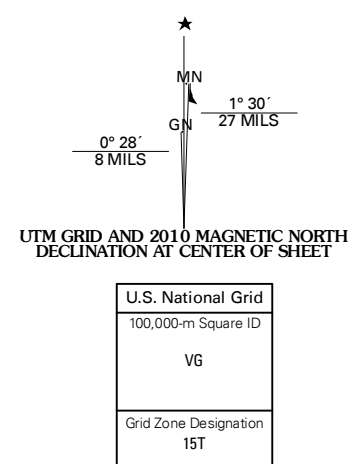 MN
1° 30´
27 MILS
GN
0° 28´
8 MILS
UTM GRID AND 2010 MAGNETIC NORTH
DECLINATION AT CENTER OF SHEET
U.S. National Grid
100,000-m Square ID
VG
Grid Zone Designation
15T